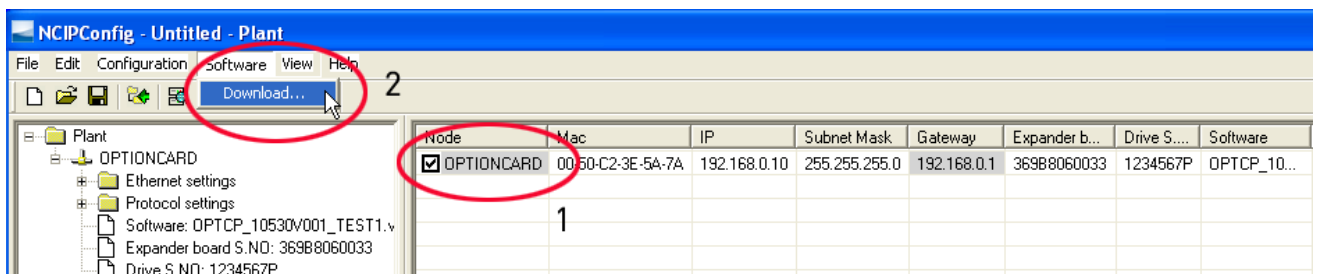 NCIPConfig - Untitled - Plant
File Edit Configuration Software View Help
Download... 2
Plant
OPTIONCARD
Ethernet settings
Protocol settings
Software: OPTCP_10530V001_TEST1.v
Expander board S.NO: 369B8060033
Drive S.NO: 1234567P
Node Mac IP Subnet Mask Gateway Expander b... Drive S.... Software
OPTIONCARD 00-50-C2-3E-5A-7A 192.168.0.10 255.255.255.0 192.168.0.1 369B8060033 1234567P OPTCP_10...
1